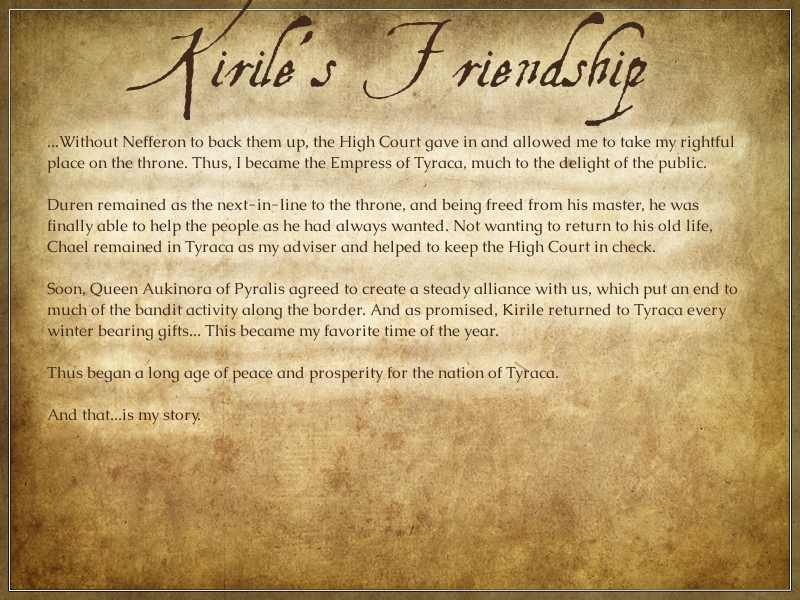 Kirile's Friendship
...Without Nefferon to back them up, the High Court gave in and allowed me to take my rightful
place on the throne. Thus, I became the Empress of Tyraca, much to the delight of the public.
Duren remained as the next-in-line to the throne, and being freed from his master, he was
finally able to help the people as he had always wanted. Not wanting to return to his old life,
Chael remained in Tyraca as my adviser and helped to keep the High Court in check.
Soon, Queen Aukinora of Pyralis agreed to create a steady alliance with us, which put an end to
much of the bandit activity along the border. And as promised, Kirile returned to Tyraca every
winter bearing gifts... This became my favorite time of the year.
Thus began a long age of peace and prosperity for the nation of Tyraca.
And that...is my story.